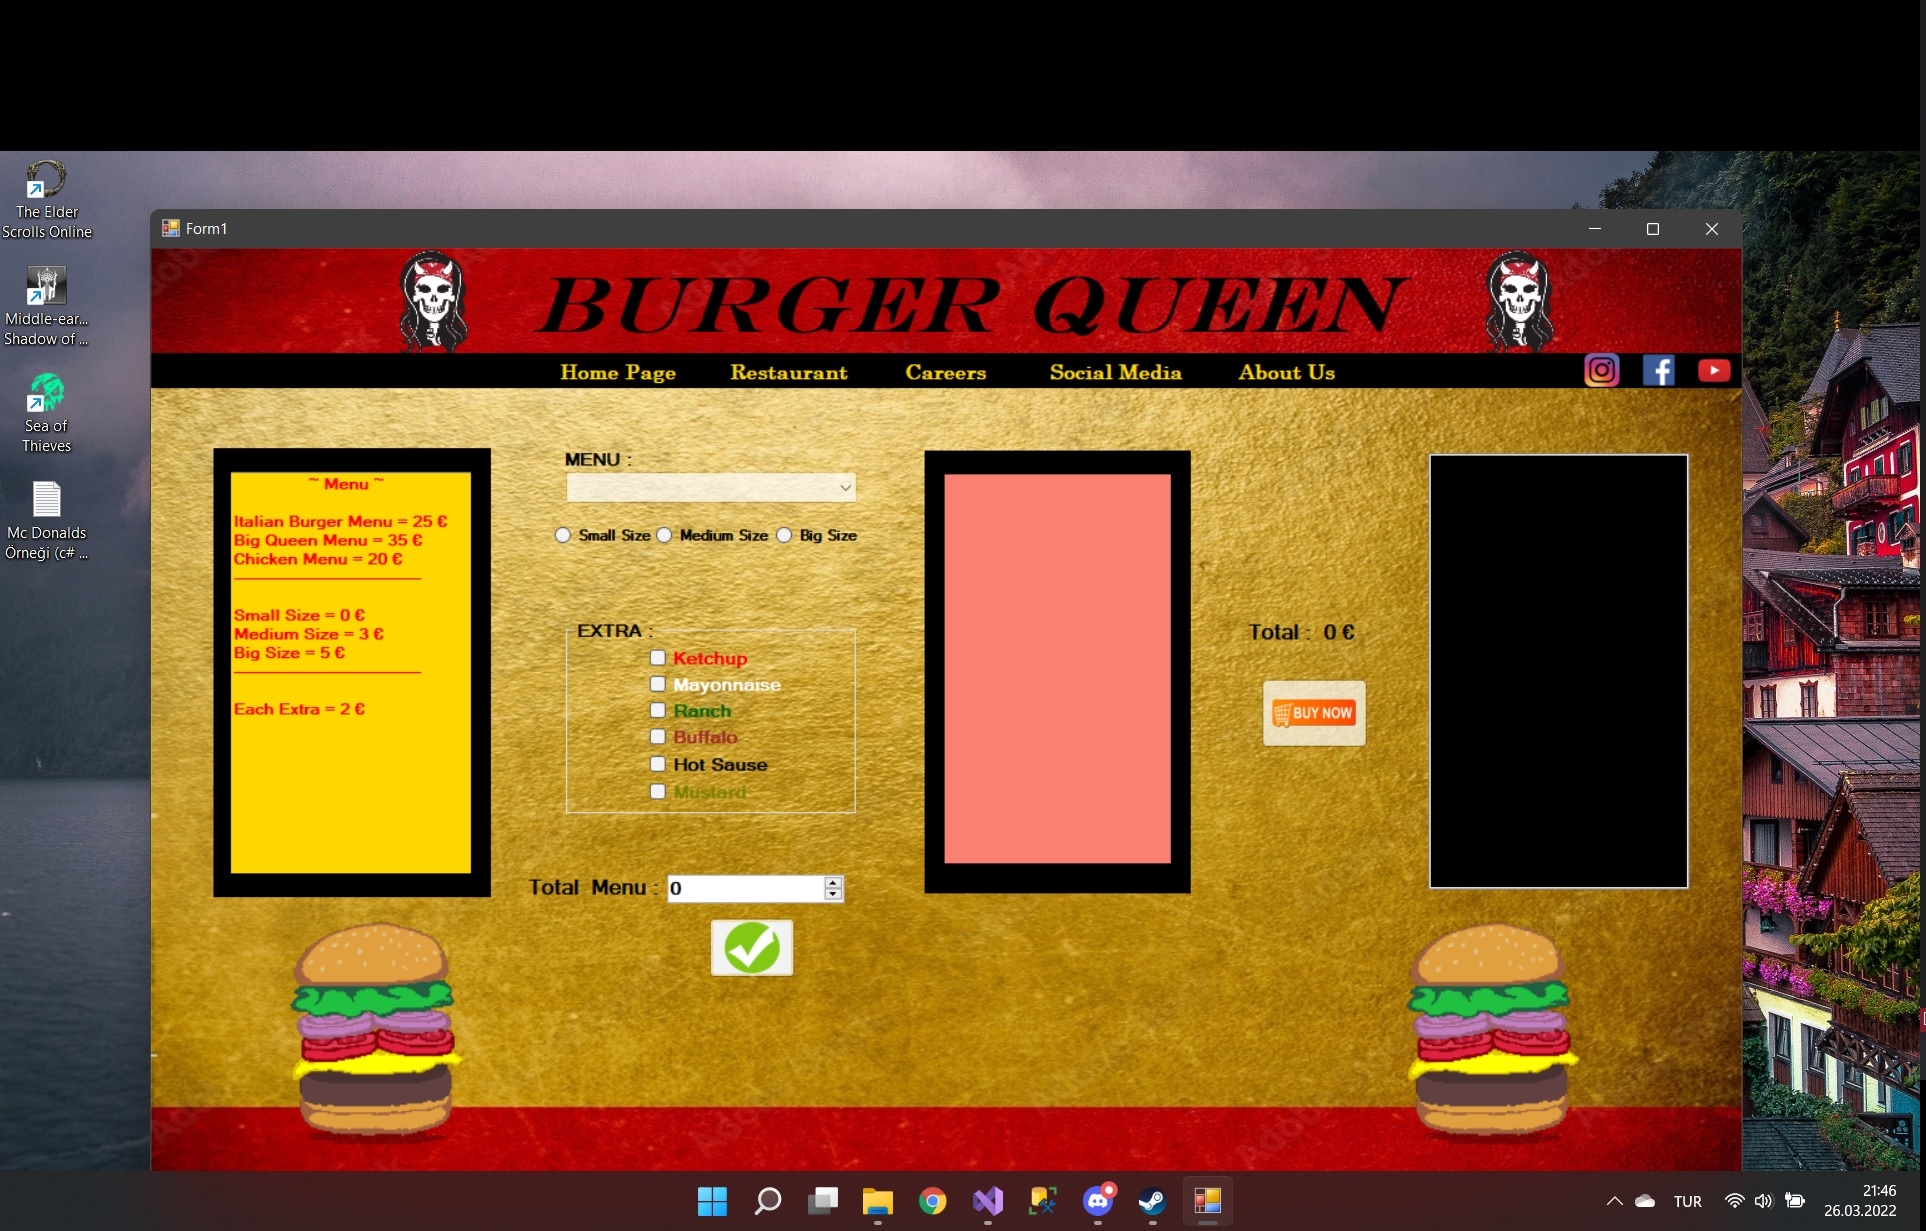 The Elder
Scrolls Online
Middle-ear...
Shadow of ...
Sea of
Thieves
Mc Donalds
Örneği (c# ...
Form1
BURGER QUEEN
Home Page Restaurant Careers Social Media About Us
~ Menu ~
Italian Burger Menu = 25 €
Big Queen Menu = 35 €
Chicken Menu = 20 €
Small Size = 0 €
Medium Size = 3 €
Big Size = 5 €
Each Extra = 2 €
MENU :
Small Size Medium Size Big Size
EXTRA :
Ketchup
Mayonnaise
Ranch
Buffalo
Hot Sause
Mustard
Total Menu : 0
Total : 0 €
BUY NOW
TUR
21:46
26.03.2022